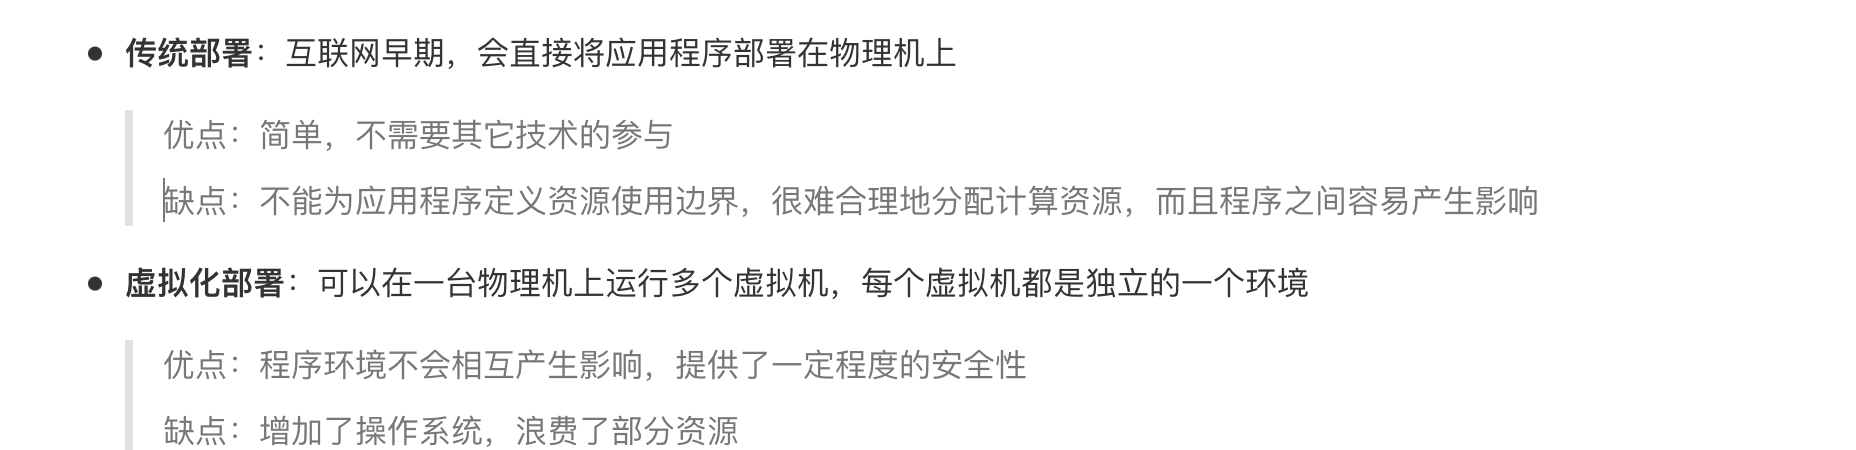 传统部署：互联网早期，会直接将应用程序部署在物理机上
优点：简单，不需要其它技术的参与
缺点：不能为应用程序定义资源使用边界，很难合理地分配计算资源，而且程序之间容易产生影响
虚拟化部署：可以在一台物理机上运行多个虚拟机，每个虚拟机都是独立的一个环境
优点：程序环境不会相互产生影响，提供了一定程度的安全性
缺点：增加了操作系统，浪费了部分资源